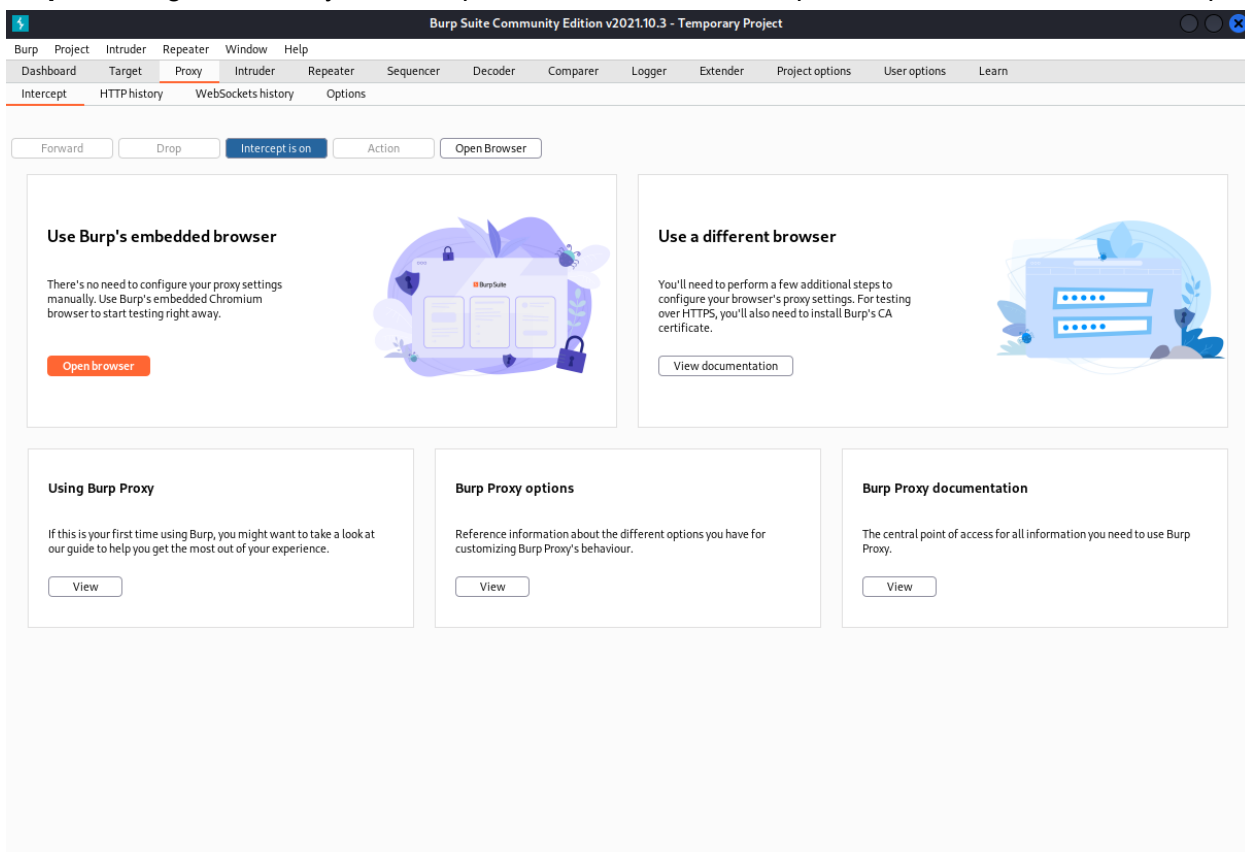 Burp Suite Community Edition v2021.10.3 - Temporary Project
Burp Project Intruder Repeater Window Help
Dashboard Target Proxy Intruder Repeater Sequencer Decoder Comparer Logger Extender Project options User options Learn
Intercept HTTP history WebSockets history Options
Forward Drop Intercept is on Action Open Browser
Use Burp's embedded browser
There's no need to configure your proxy settings
manually. Use Burp's embedded Chromium
browser to start testing right away.
Open browser
Burp Suite
Use a different browser
You'll need to perform a few additional steps to
configure your browser's proxy settings. For testing
over HTTPS, you'll also need to install Burp's CA
certificate.
View documentation
Using Burp Proxy
If this is your first time using Burp, you might want to take a look at
our guide to help you get the most out of your experience.
View
Burp Proxy options
Reference information about the different options you have for
customizing Burp Proxy's behaviour.
View
Burp Proxy documentation
The central point of access for all information you need to use Burp
Proxy.
View